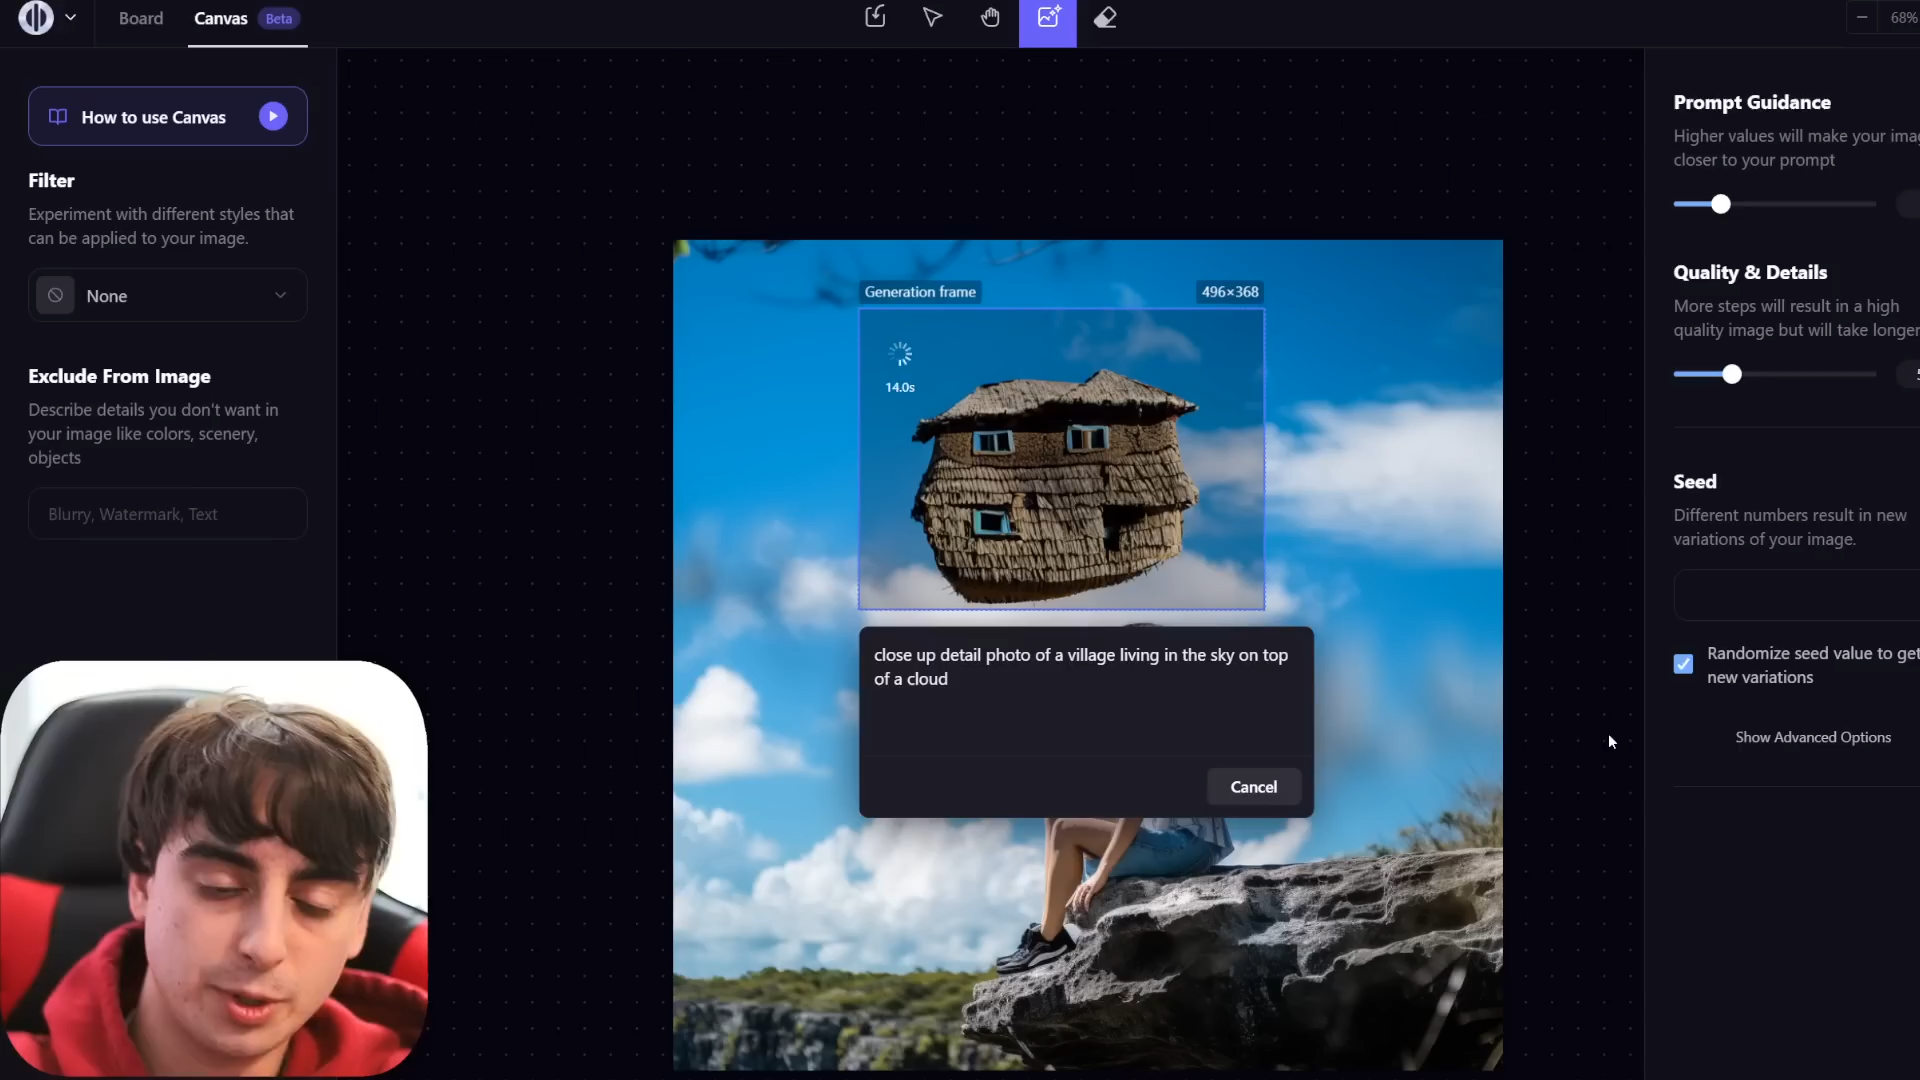 Board
Canvas
Beta
68%
How to use Canvas
Filter
Experiment with different styles that
can be applied to your image.
None
Exclude From Image
Describe details you don't want in
your image like colors, scenery,
objects
Blurry, Watermark, Text
Generation frame
496×368
14.0s
close up detail photo of a village living in the sky on top
of a cloud
Cancel
Prompt Guidance
Higher values will make your
closer to your prompt
Quality & Details
More steps will result in a high
quality image but will take longer
Seed
Different numbers result in new
variations of your image.
Randomize seed value to get
new variations
Show Advanced Options